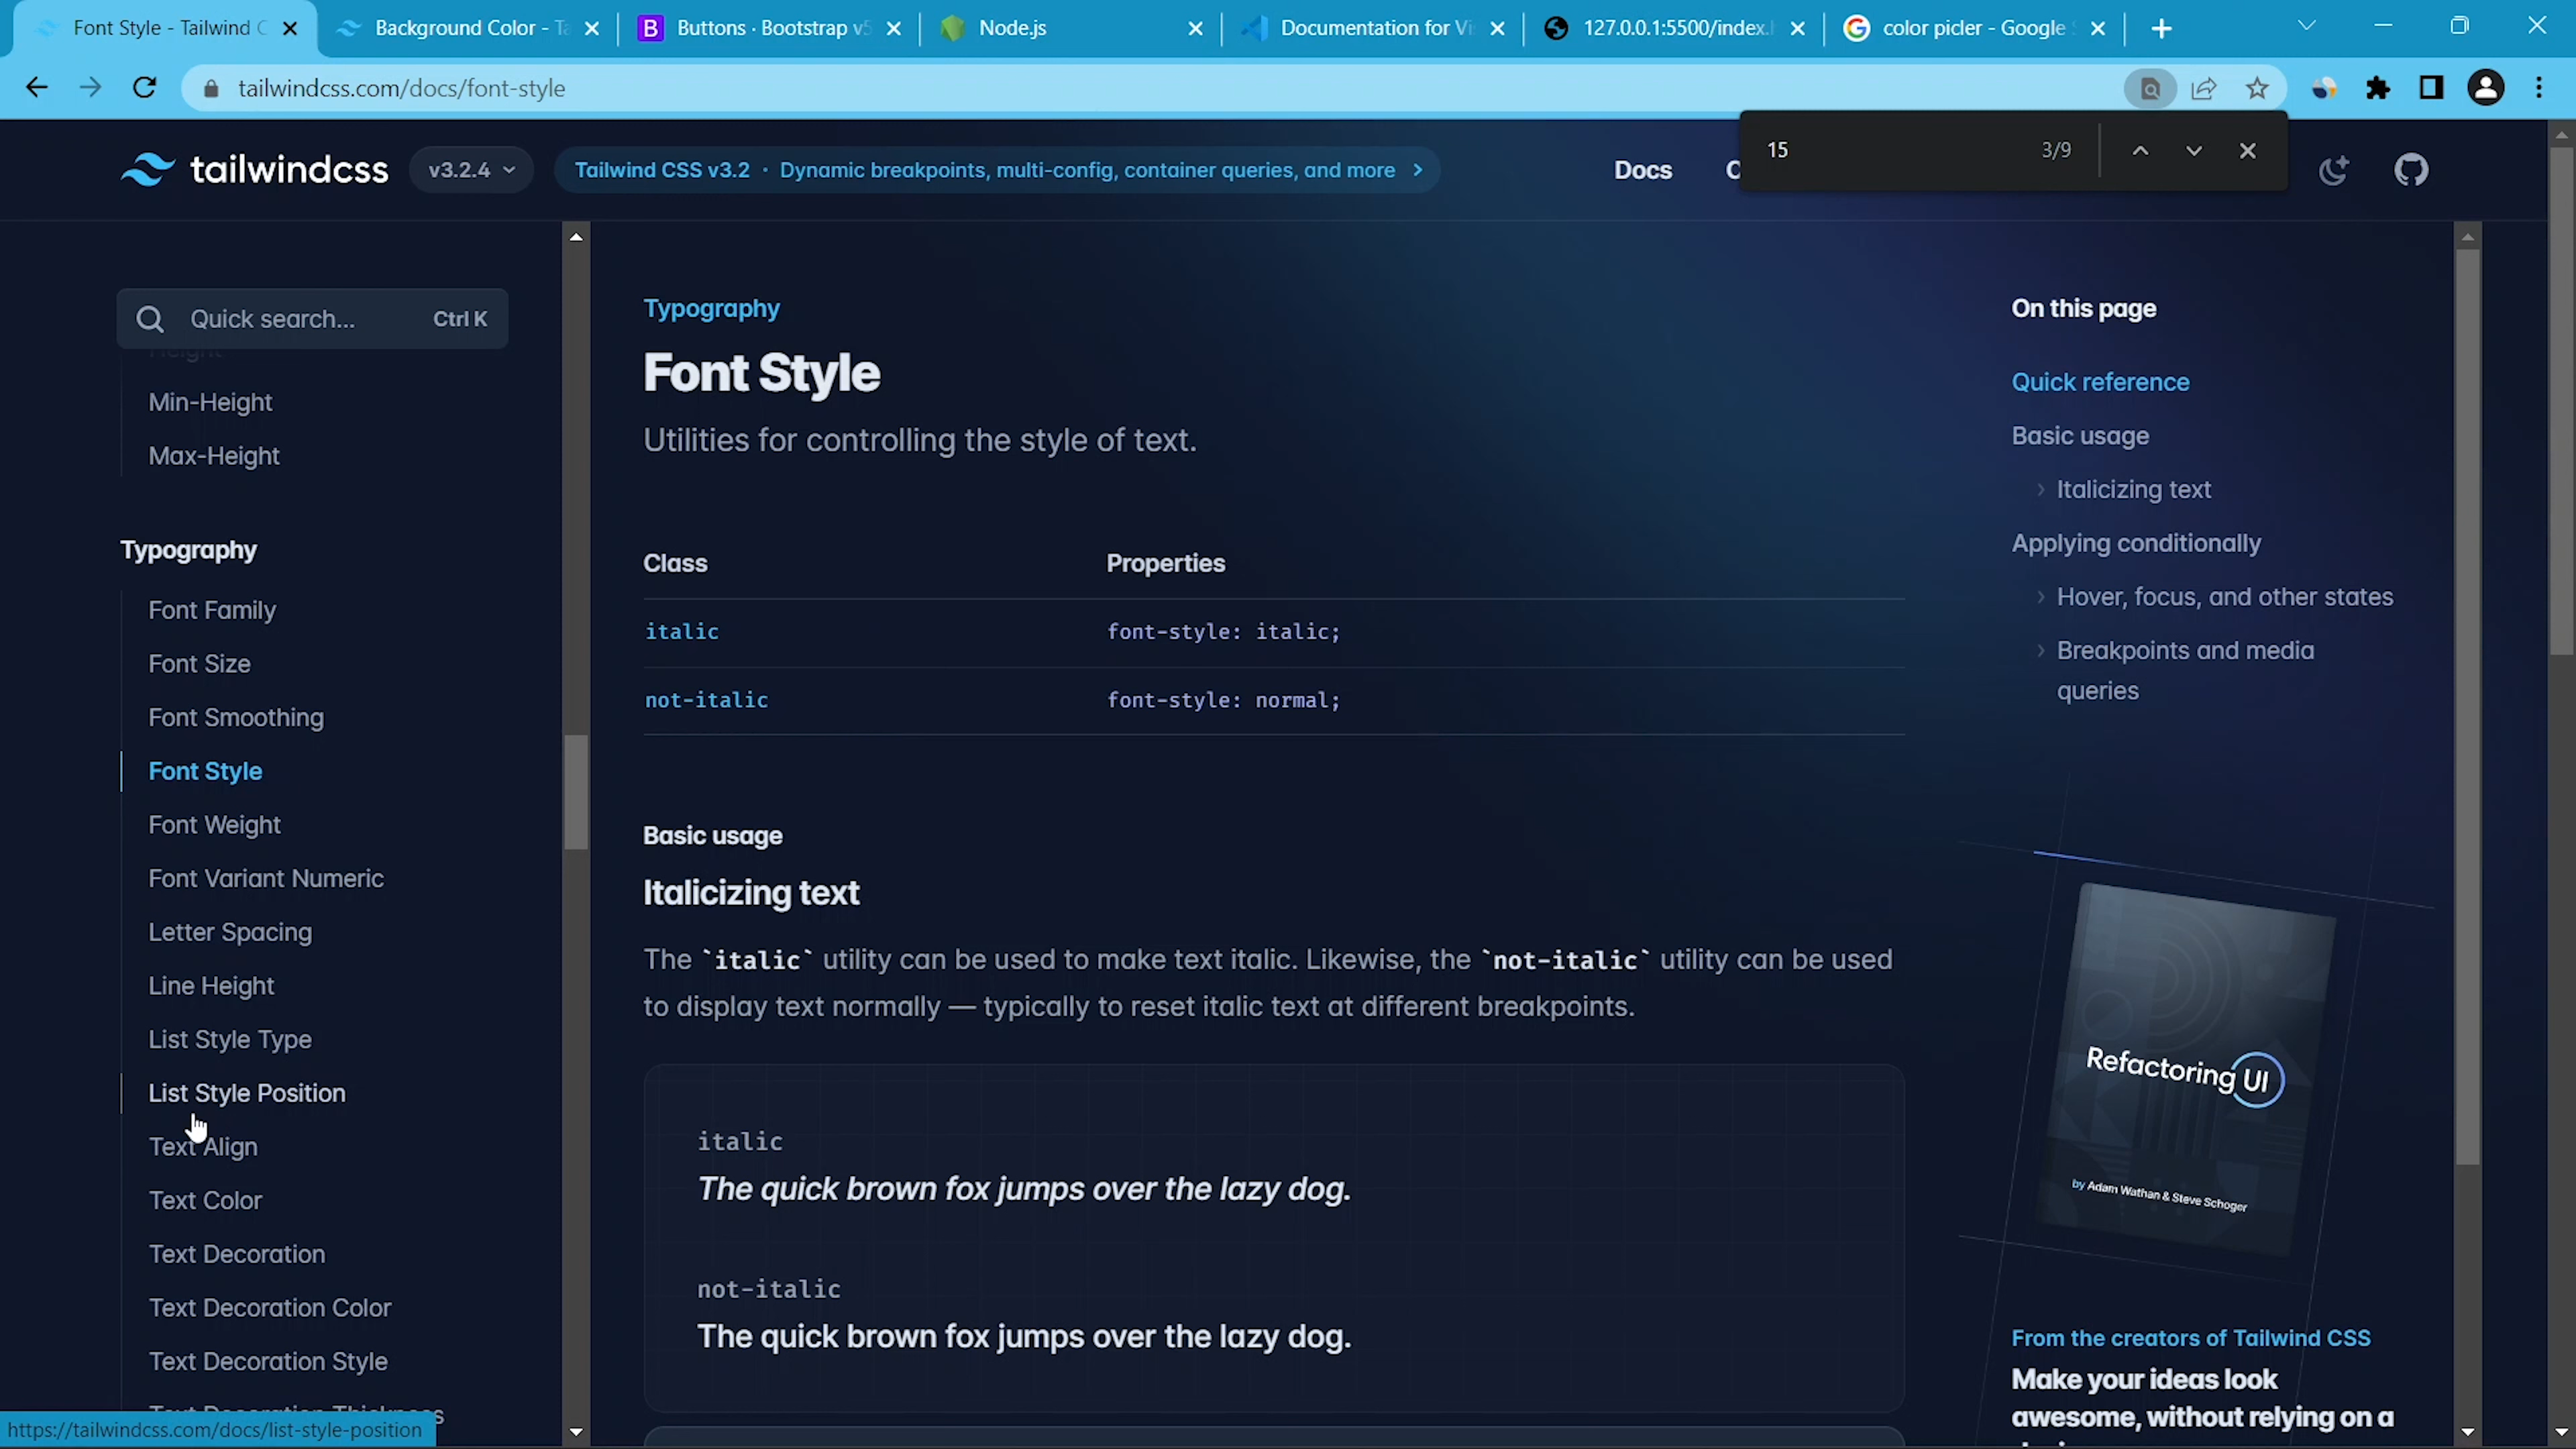 Font Style - Tailwind C
Background Color - Ta
Buttons · Bootstrap v5
Node.js
Documentation for Vi
127.0.0.1:5500/index.h
color picler - Google S
tailwindcss.com/docs/font-style
15
3/9
tailwindcss
v3.2.4
Tailwind CSS v3.2 · Dynamic breakpoints, multi-config, container queries, and more
Docs
Quick search...
Ctrl K
Height
Min-Height
Max-Height
Typography
Font Family
Font Size
Font Smoothing
Font Style
Font Weight
Font Variant Numeric
Letter Spacing
Line Height
List Style Type
List Style Position
Text Align
Text Color
Text Decoration
Text Decoration Color
Text Decoration Style
Text Decoration Thickness
https://tailwindcss.com/docs/list-style-position
Typography
Font Style
Utilities for controlling the style of text.
Class
Properties
italic
font-style: italic;
not-italic
font-style: normal;
Basic usage
Italicizing text
The `italic` utility can be used to make text italic. Likewise, the `not-italic` utility can be used
to display text normally — typically to reset italic text at different breakpoints.
italic
The quick brown fox jumps over the lazy dog.
not-italic
The quick brown fox jumps over the lazy dog.
On this page
Quick reference
Basic usage
Italicizing text
Applying conditionally
Hover, focus, and other states
Breakpoints and media
queries
Refactoring UI
by Adam Wathan & Steve Schoger
From the creators of Tailwind CSS
Make your ideas look
awesome, without relying on a